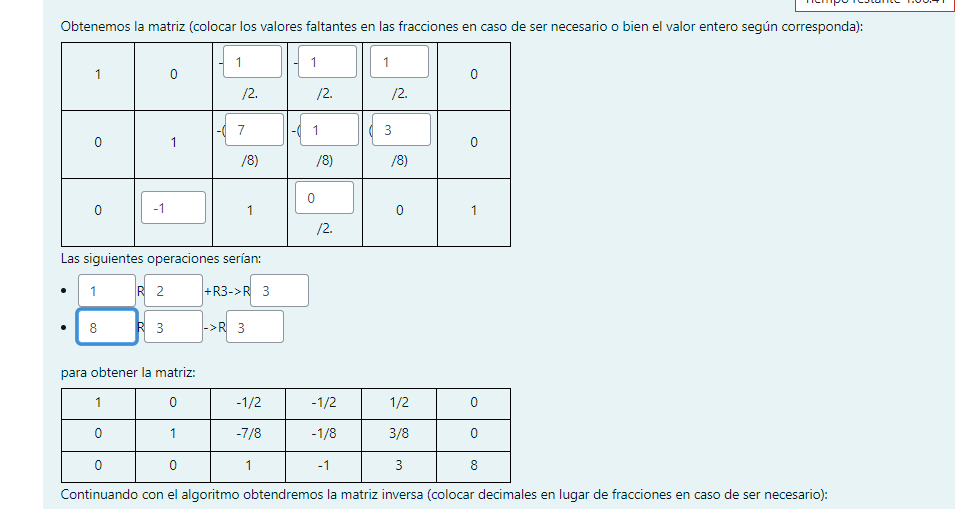 Obtenemos la matriz (colocar los valores faltantes en las fracciones en caso de ser necesario o bien el valor entero según corresponda):
1 0 - 1 /2. - 1 /2. 1 /2. 0
0 1 -( 7 /8) -( 1 /8) ( 3 /8) 0
0 -1 1 0 /2. 0 1
Las siguientes operaciones serían:
• 1 R 2 +R3->R 3
• 8 R 3 ->R 3
para obtener la matriz:
1 0 -1/2 -1/2 1/2 0
0 1 -7/8 -1/8 3/8 0
0 0 1 -1 3 8
Continuando con el algoritmo obtendremos la matriz inversa (colocar decimales en lugar de fracciones en caso de ser necesario):